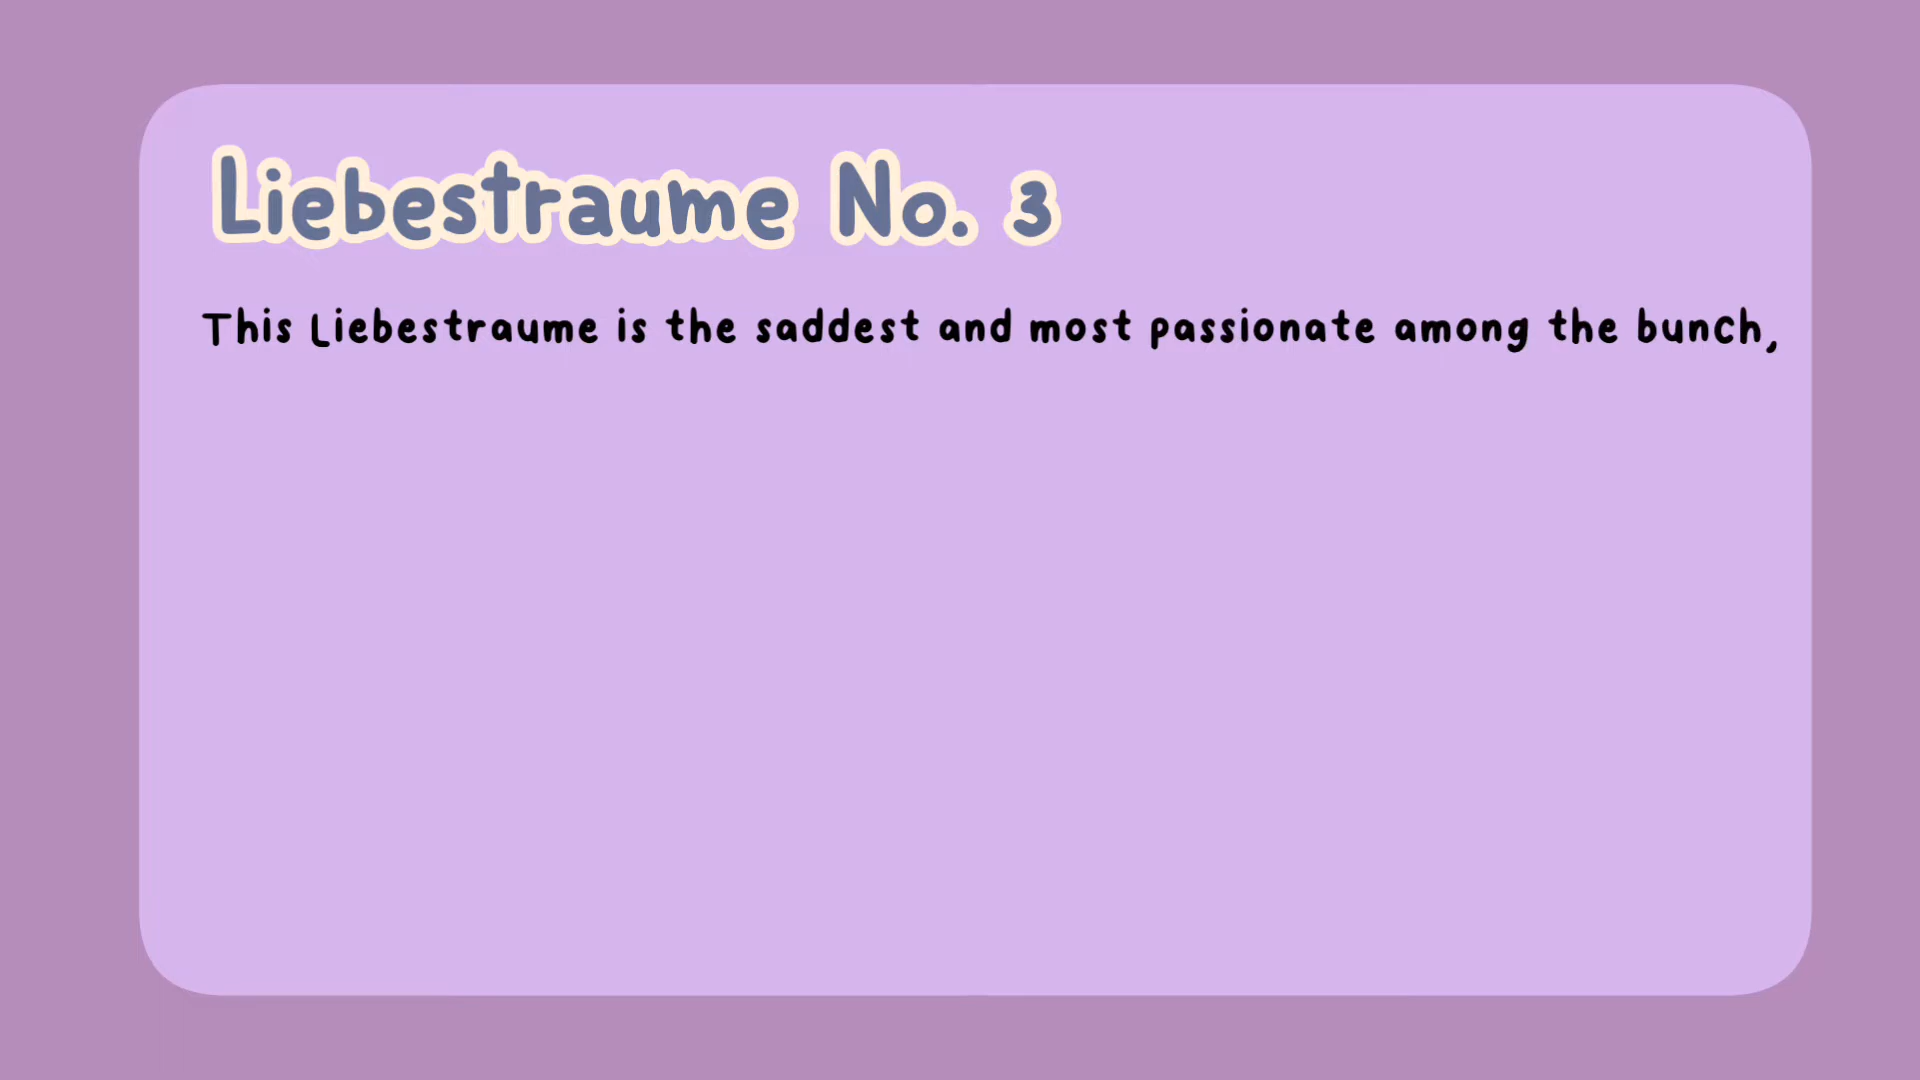 Liebestraume No. 3
This Liebestraume is the saddest and most passionate among the bunch,